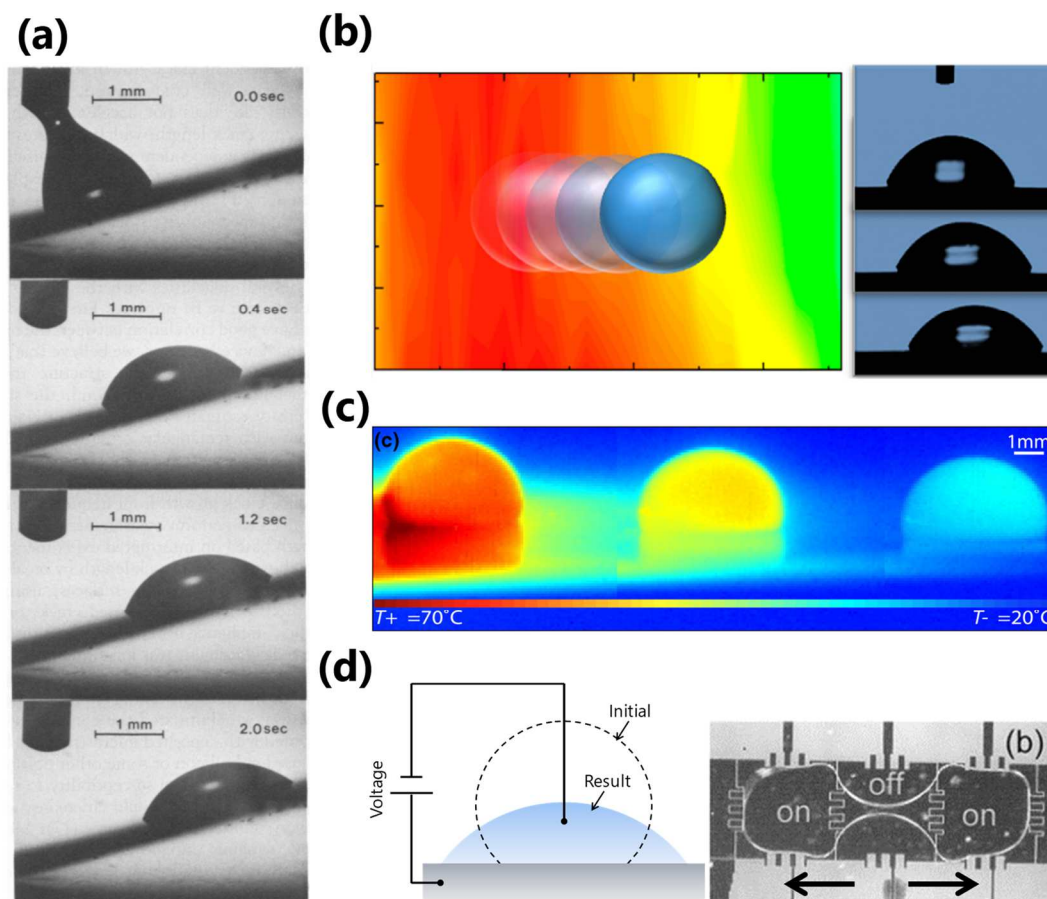 (a)
1 mm
0.0 sec
1 mm
0.4 sec
1 mm
1.2 sec
1 mm
2.0 sec
(b)
(c)
(c)
1mm
T+ =70°C
T- =20°C
(d)
Voltage
Initial
Result
(b)
on
off
on